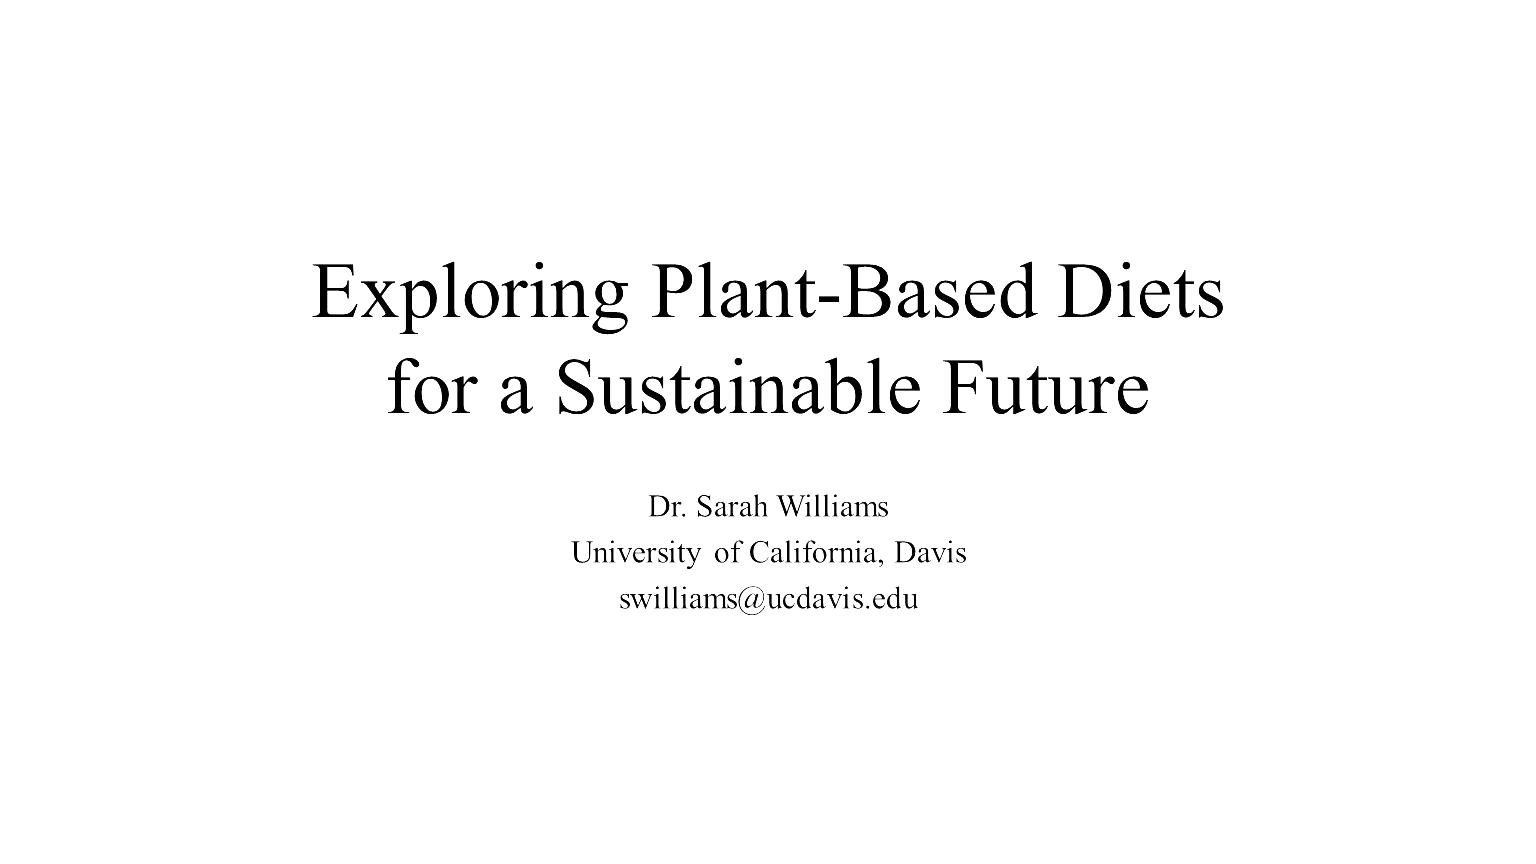 Exploring Plant-Based Diets
for a Sustainable Future
Dr. Sarah Williams
University of California, Davis
swilliams@ucdavis.edu